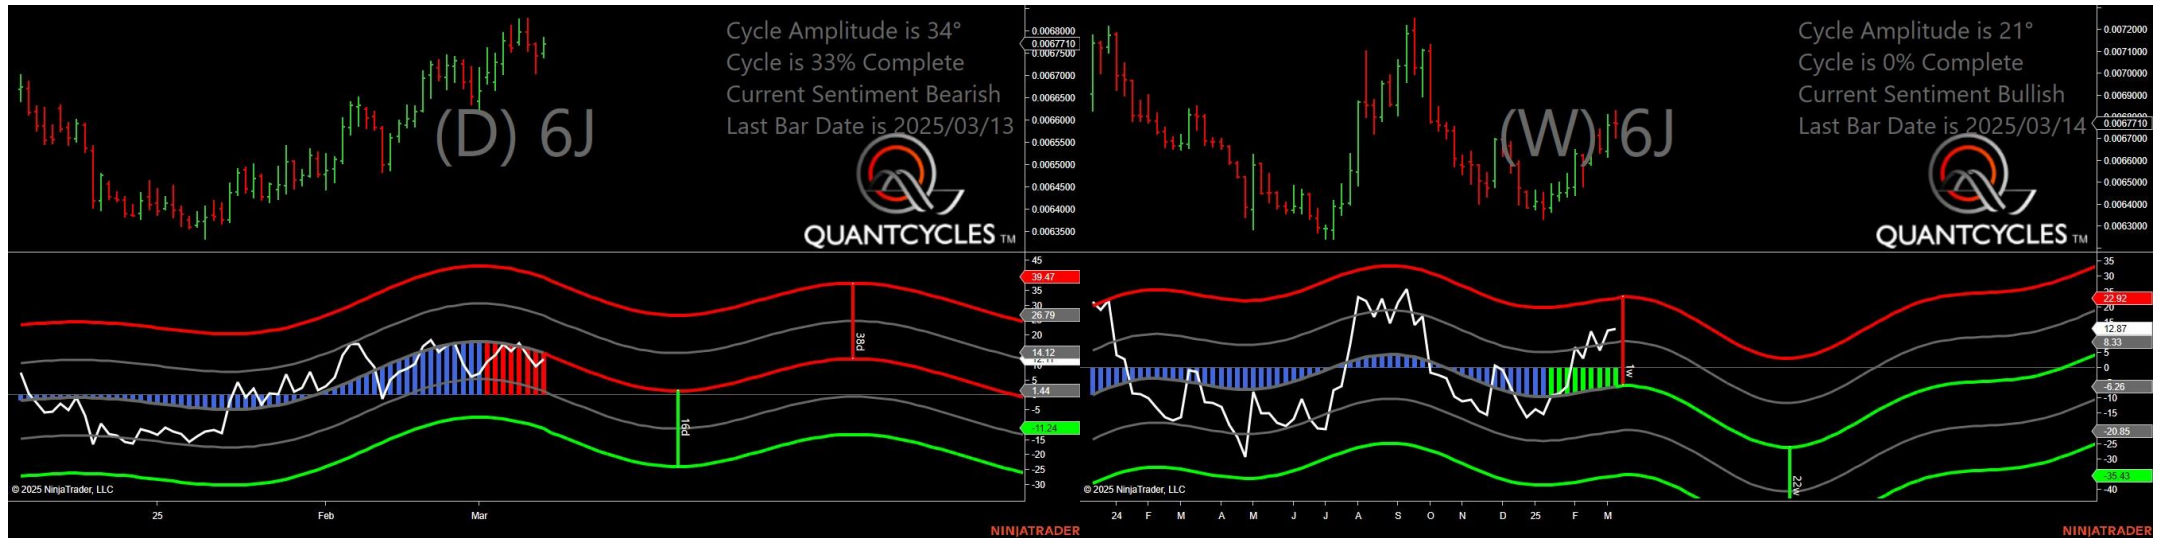 Cycle Amplitude is 34°
Cycle is 33% Complete
Current Sentiment Bearish
Last Bar Date is 2025/03/13
(D) 6J
QUANTCYCLES TM
0.0068000
0.0067710
0.0067500
0.0067000
0.0066500
0.0066000
0.0065500
0.0065000
0.0064500
0.0064000
0.0063500
45
39.47
35
30
26.79
20
14.12
10
5
1.44
-5
-11.24
-15
-20
-25
-30
38d
16d
© 2025 NinjaTrader, LLC
25 Feb Mar
NINJATRADER
Cycle Amplitude is 21°
Cycle is 0% Complete
Current Sentiment Bullish
Last Bar Date is 2025/03/14
(W) 6J
QUANTCYCLES TM
0.0072000
0.0071000
0.0070000
0.0069000
0.0067710
0.0067000
0.0066000
0.0065000
0.0064000
0.0063000
35
30
22.92
12.87
8.33
5
0
-6.26
-10
-15
-20.85
-25
-30
-35.43
-40
1w
22w
© 2025 NinjaTrader, LLC
24 F M A M J J A S O N D 25 F M
NINJATRADER